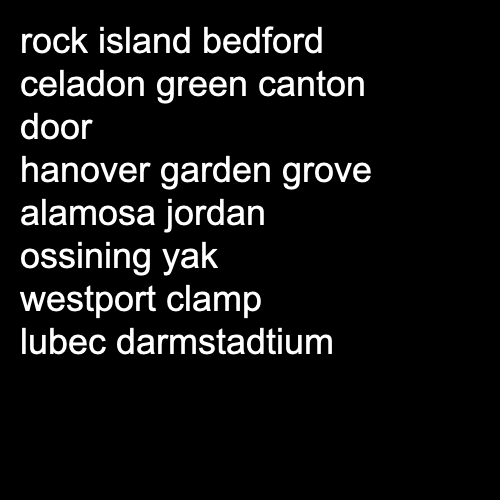 rock island bedford
celadon green canton
door
hanover garden grove
alamosa jordan
ossining yak
westport clamp
lubec darmstadtium